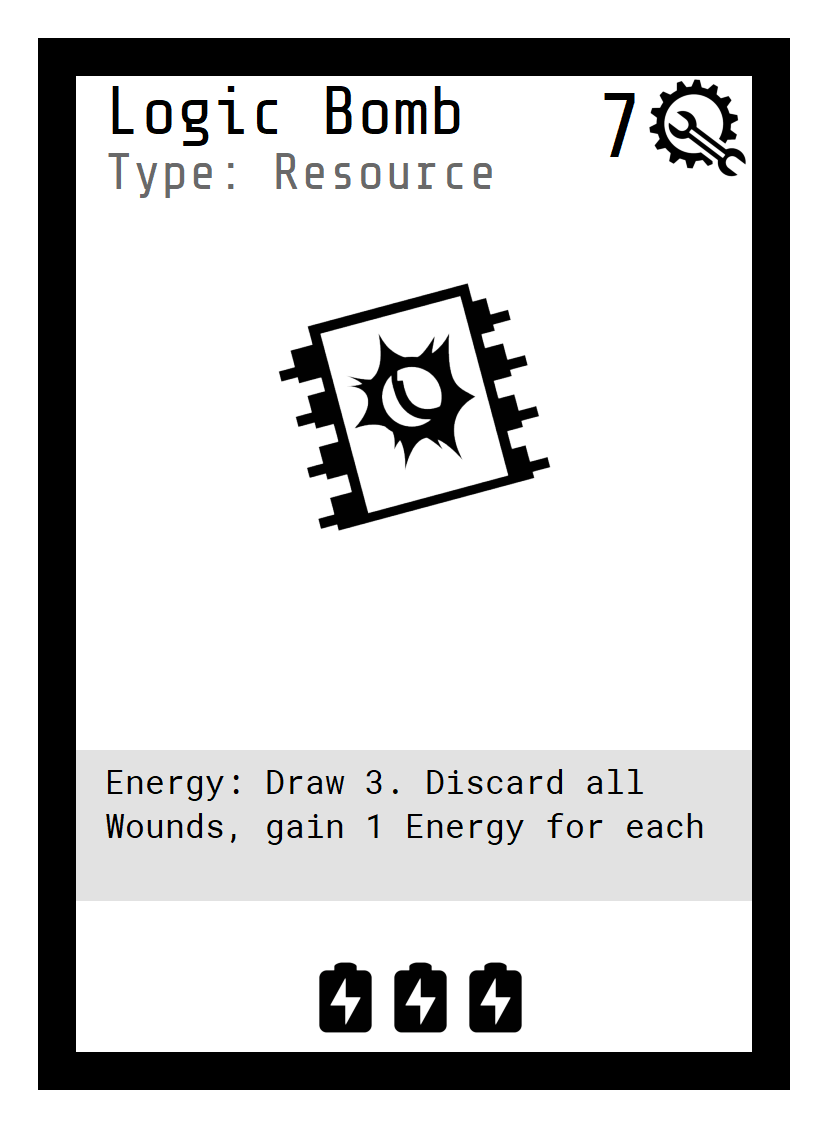 Logic Bomb
7
Type: Resource
Energy: Draw 3. Discard all
Wounds, gain 1 Energy for each